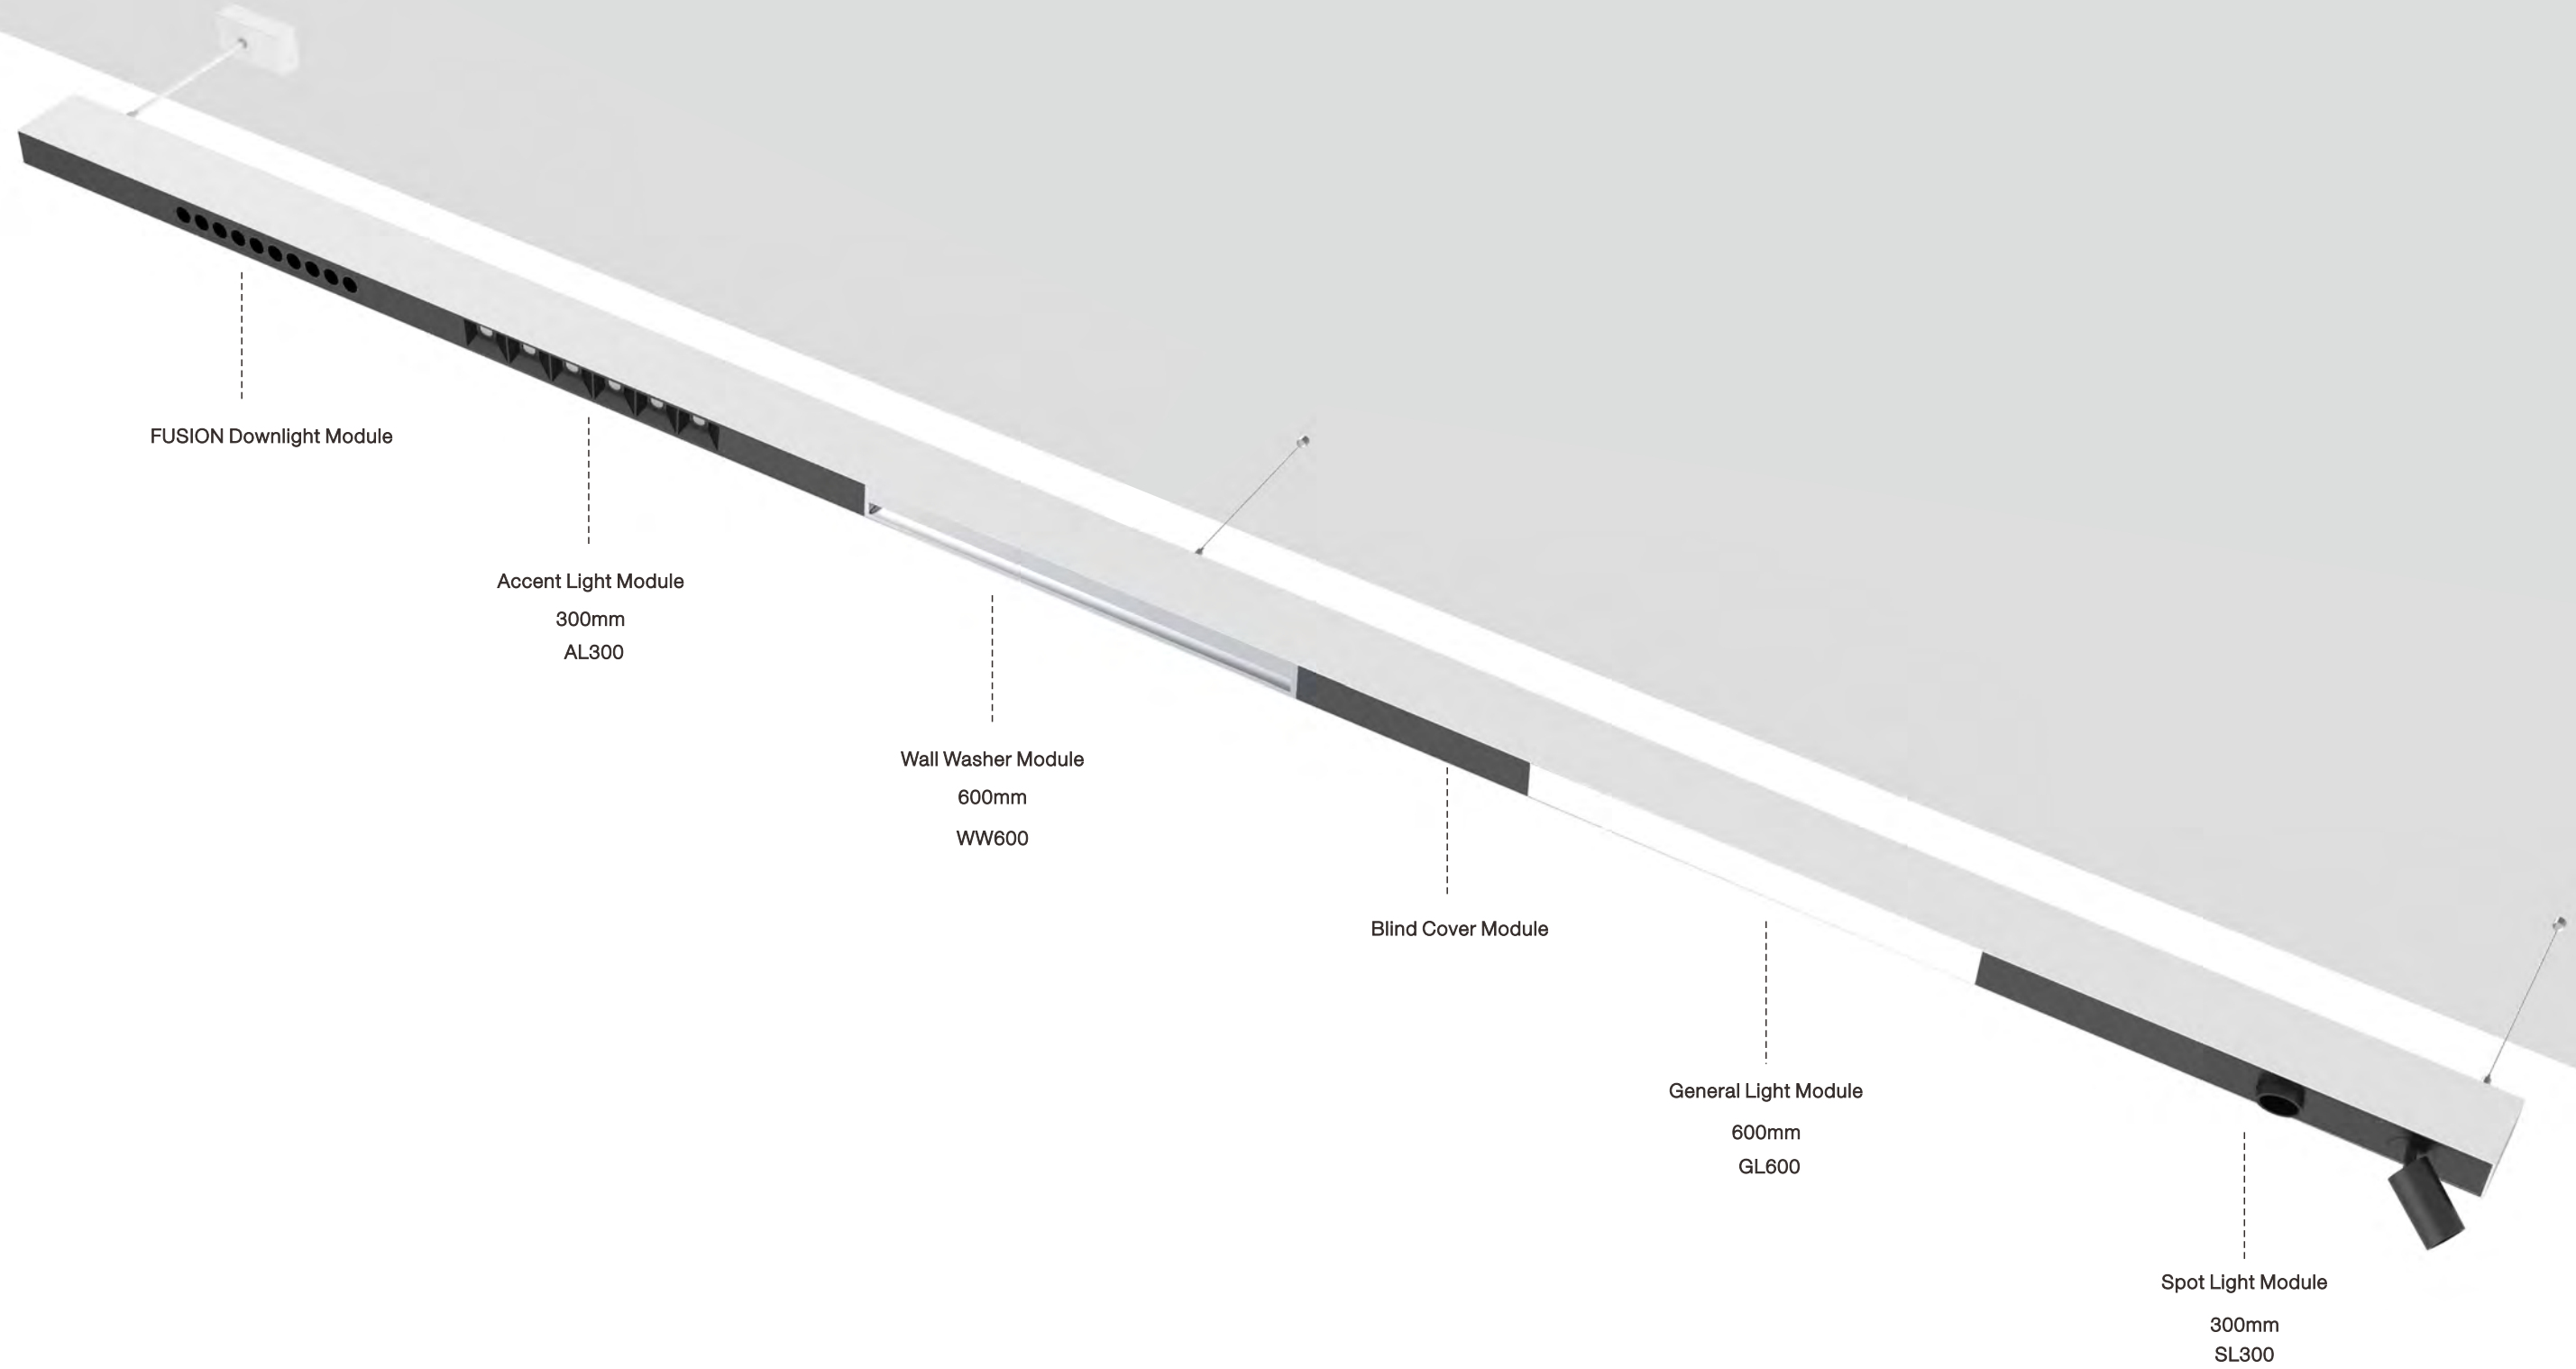 FUSION Downlight Module
Accent Light Module
300mm
AL300
Wall Washer Module
600mm
WW600
Blind Cover Module
General Light Module
600mm
GL600
Spot Light Module
300mm
SL300